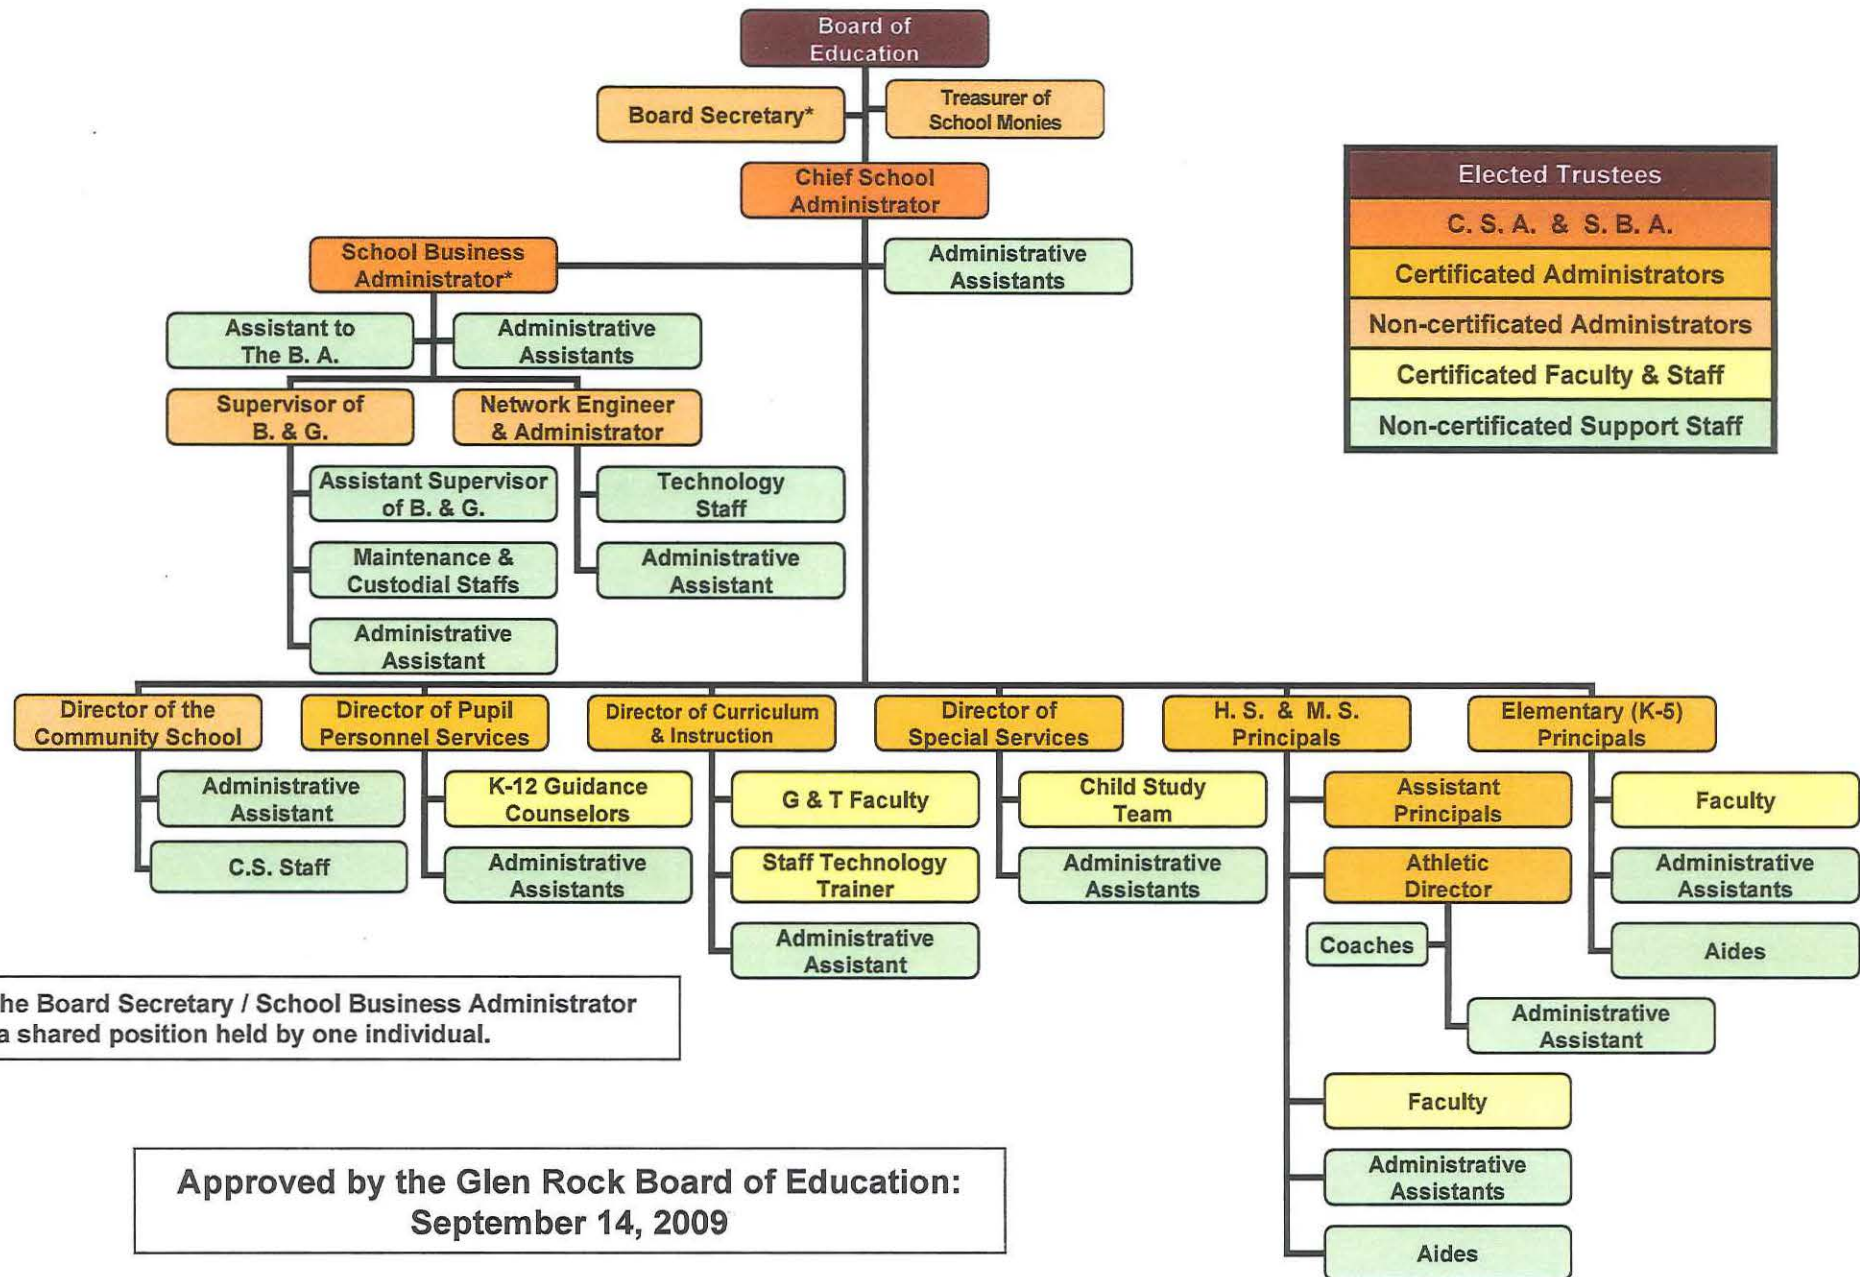 Board of
Education
Board Secretary*
Treasurer of
School Monies
Chief School
Administrator
School Business
Administrator*
Administrative
Assistants
Assistant to
The B. A.
Administrative
Assistants
Supervisor of
B. & G.
Network Engineer
& Administrator
Assistant Supervisor
of B. & G.
Technology
Staff
Maintenance &
Custodial Staffs
Administrative
Assistant
Administrative
Assistant
Elected Trustees
C. S. A. & S. B. A.
Certificated Administrators
Non-certificated Administrators
Certificated Faculty & Staff
Non-certificated Support Staff
Director of the
Community School
Administrative
Assistant
C.S. Staff
Director of Pupil
Personnel Services
K-12 Guidance
Counselors
Administrative
Assistants
Director of Curriculum
& Instruction
G & T Faculty
Staff Technology
Trainer
Administrative
Assistant
Director of
Special Services
Child Study
Team
Administrative
Assistants
H. S. & M. S.
Principals
Assistant
Principals
Athletic
Director
Coaches
Administrative
Assistant
Faculty
Administrative
Assistants
Aides
Elementary (K-5)
Principals
Faculty
Administrative
Assistants
Aides
he Board Secretary / School Business Administrator
a shared position held by one individual.
Approved by the Glen Rock Board of Education:
September 14, 2009